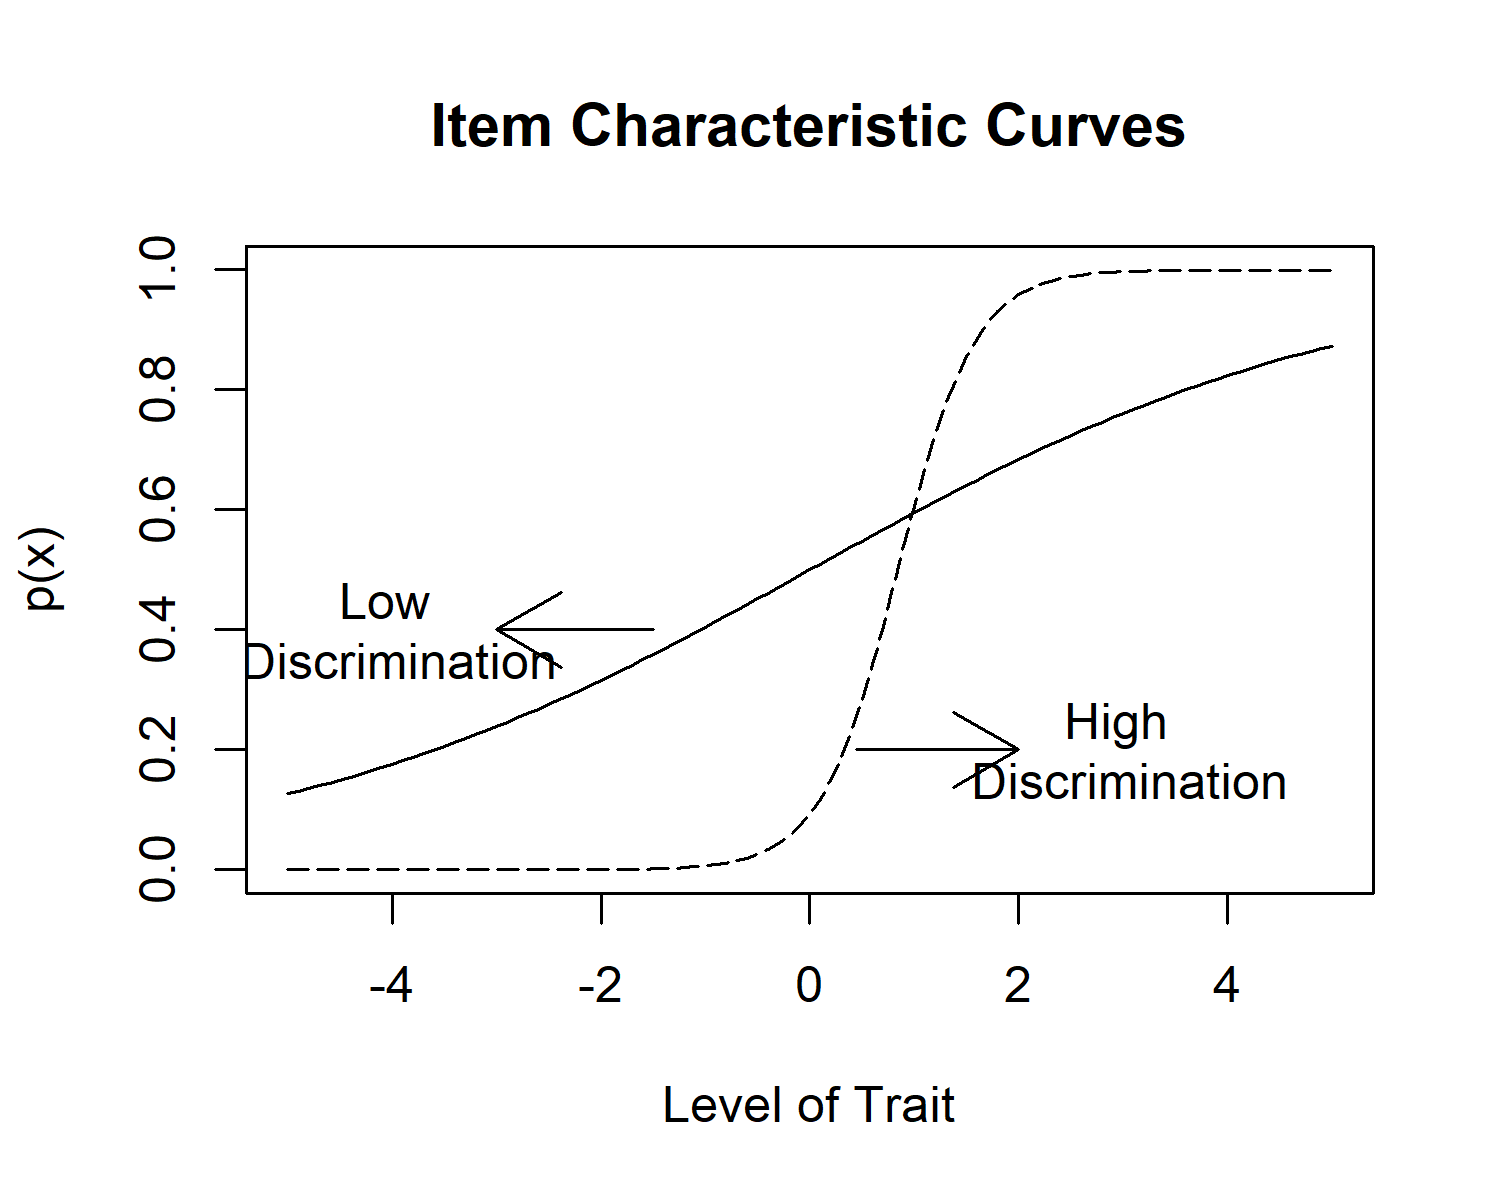 Item Characteristic Curves
1.0
0.8
0.6
0.4
0.2
0.0
p(x)
Low
Discrimination
High
Discrimination
-4 -2 0 2 4
Level of Trait